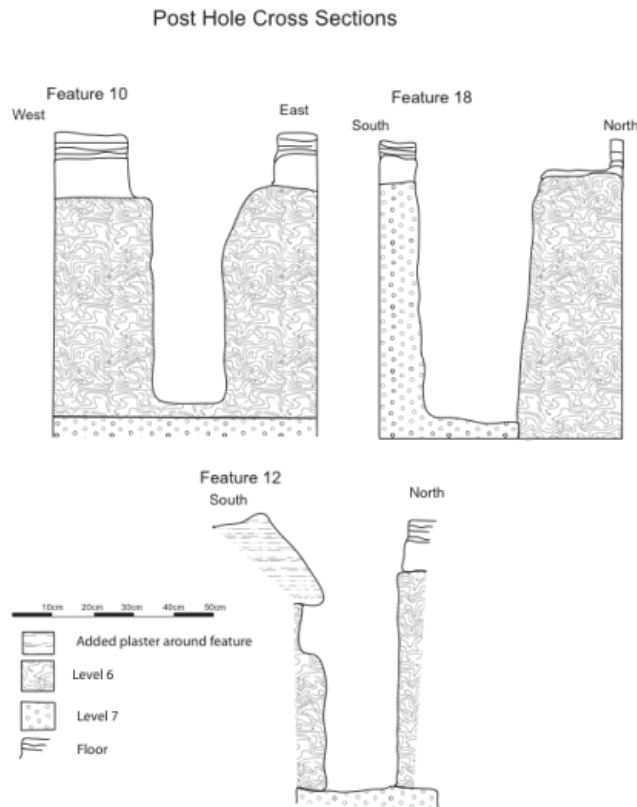 Post Hole Cross Sections
Feature 10
West
East
Feature 18
South
North
Feature 12
South
North
10cm 20cm 30cm 40cm 50cm
Added plaster around feature
Level 6
Level 7
Floor